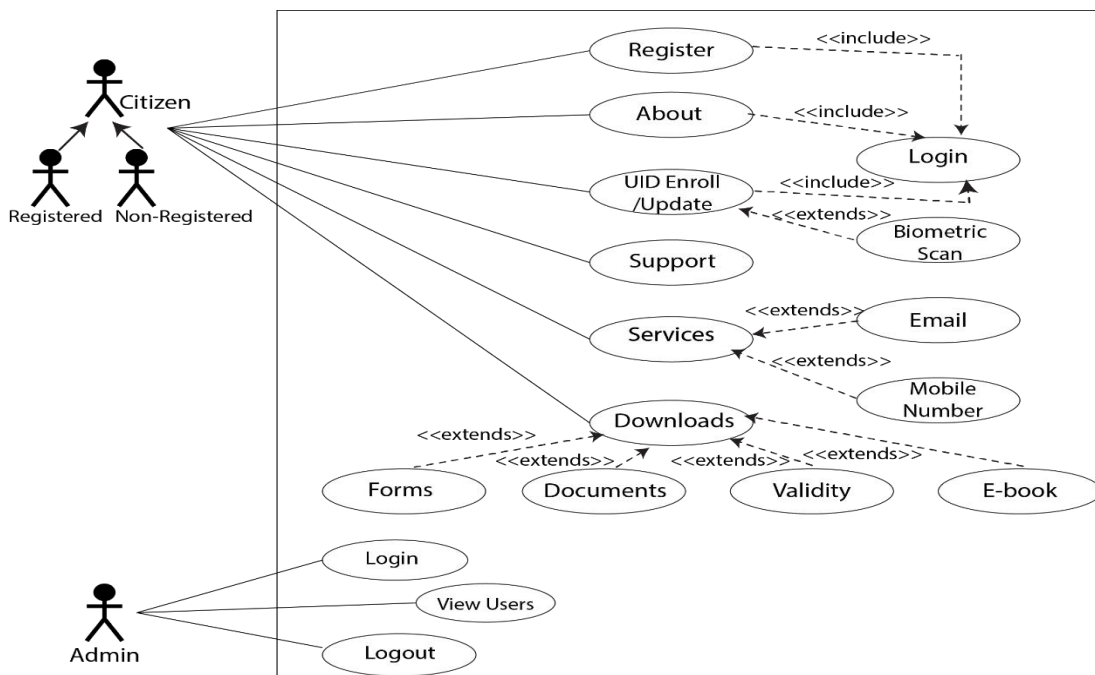 <<include>>
Register
Citizen
About
<<include>>
Login
UID Enroll
/Update
<<include>>
Registered
Non-Registered
<<extends>>
Biometric
Scan
Support
<<extends>>
Email
Services
<<extends>>
Mobile
Number
Downloads
<<extends>>
<<extends>>
<<extends>>
<<extends>>
Forms
Documents
Validity
E-book
Login
View Users
Admin
Logout